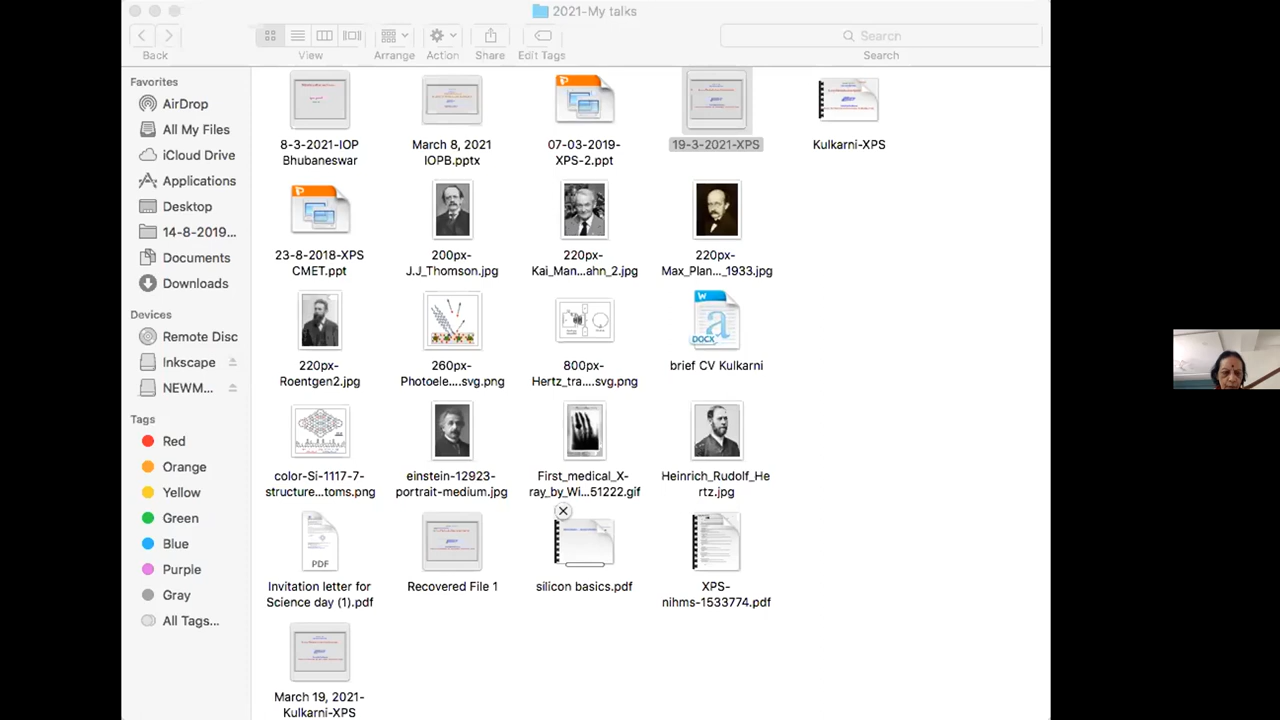 2021-My talks
Search
Back
View
Arrange
Action
Share
Edit Tags
Search
Favorites
AirDrop
All My Files
iCloud Drive
Applications
Desktop
14-8-2019...
Documents
Downloads
Devices
Remote Disc
Inkscape
NEWM...
Tags
Red
Orange
Yellow
Green
Blue
Purple
Gray
All Tags...
8-3-2021-IOP
Bhubaneswar
March 8, 2021
IOPB.pptx
07-03-2019-
XPS-2.ppt
19-3-2021-XPS
Kulkarni-XPS
23-8-2018-XPS
CMET.ppt
200px-
J.J_Thomson.jpg
220px-
Kai_Man...ahn_2.jpg
220px-
Max_Plan..._1933.jpg
220px-
Roentgen2.jpg
260px-
Photoele....svg.png
800px-
Hertz_tra....svg.png
DOCX
brief CV Kulkarni
color-Si-1117-7-
structure...toms.png
einstein-12923-
portrait-medium.jpg
First_medical_X-
ray_by_Wi...51222.gif
Heinrich_Rudolf_He
rtz.jpg
PDF
Invitation letter for
Science day (1).pdf
Recovered File 1
silicon basics.pdf
XPS-
nihms-1533774.pdf
March 19, 2021-
Kulkarni-XPS